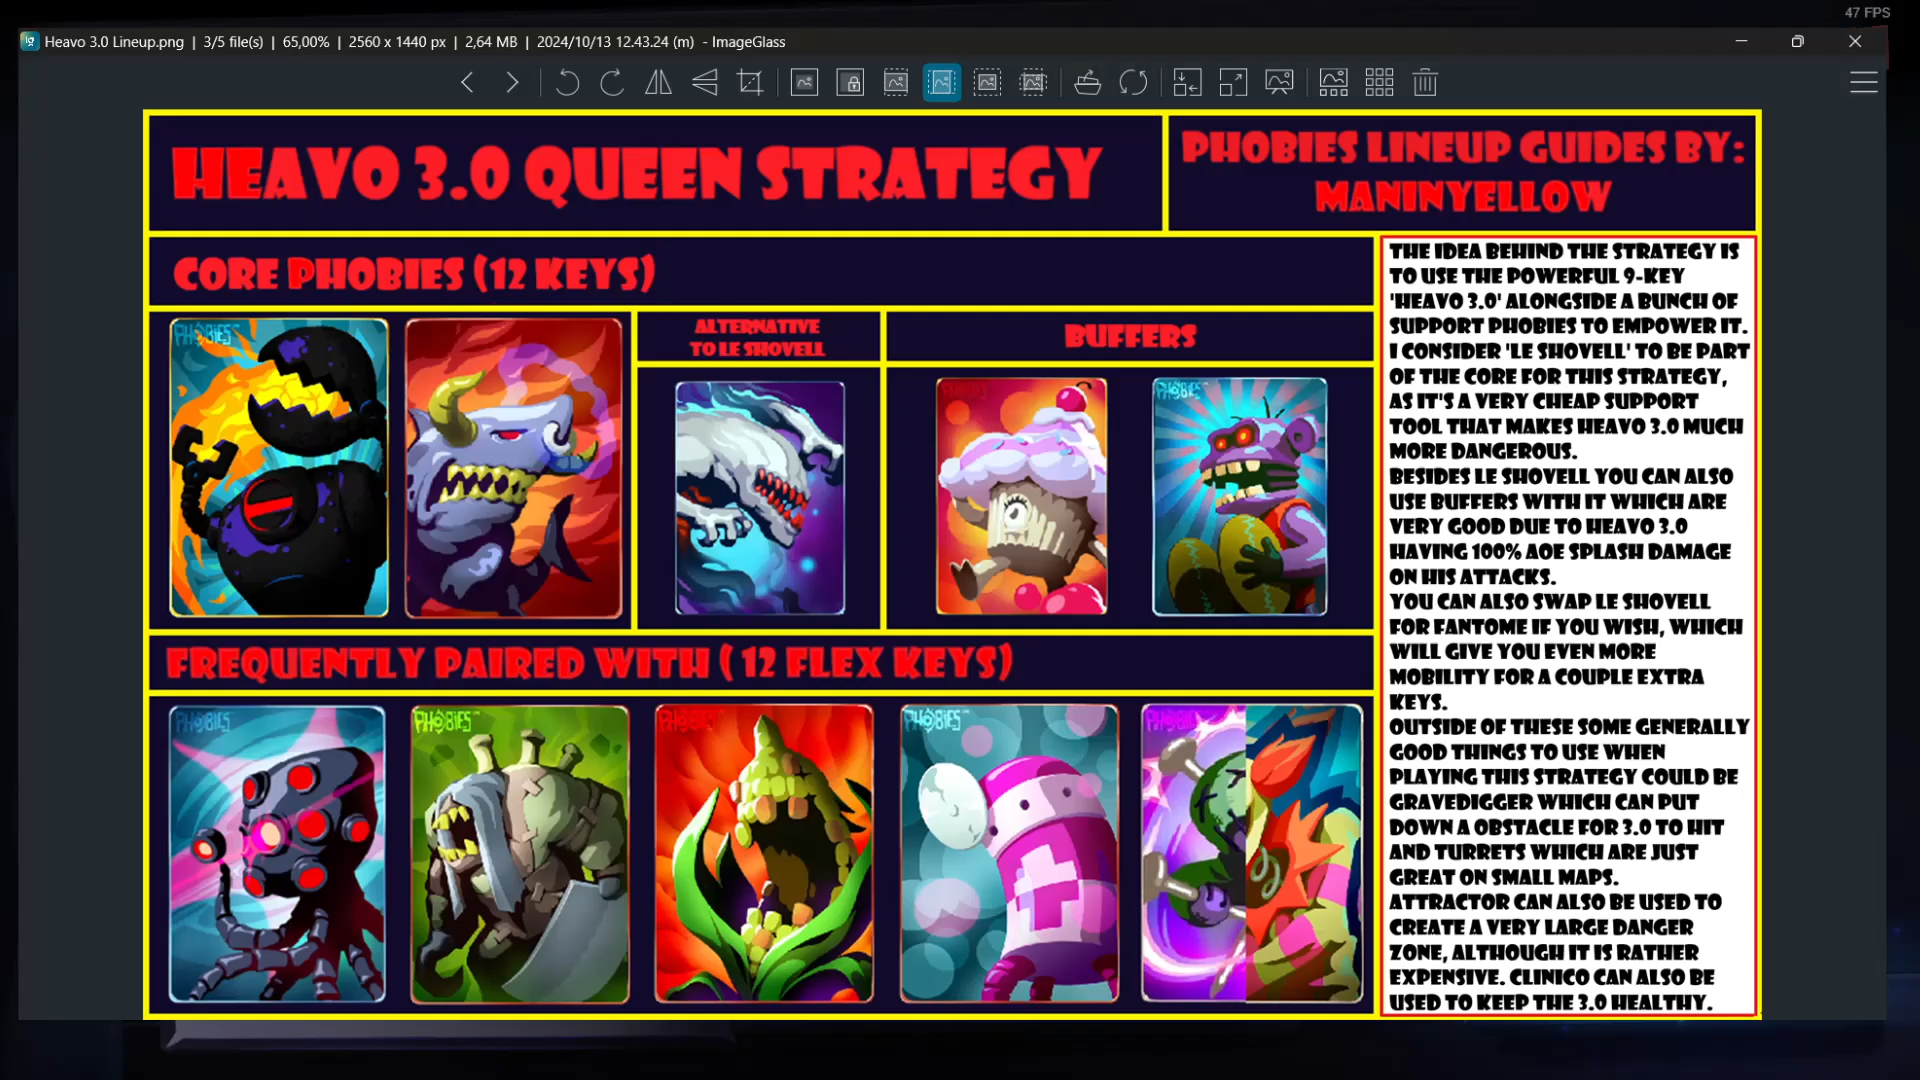 47 FPS
Heavo 3.0 Lineup.png | 3/5 file(s) | 65,00% | 2560 x 1440 px | 2,64 MB | 2024/10/13 12.43.24 (m) - ImageGlass
HEAVO 3.0 QUEEN STRATEGY
PHOBIES LINEUP GUIDES BY:
MANINYELLOW
CORE PHOBIES (12 KEYS)
ALTERNATIVE
TO LE SHOVELL
BUFFERS
PHOBIES
PHOBIES
PHOBIES
FREQUENTLY PAIRED WITH ( 12 FLEX KEYS)
PHOBIES
PHOBIES
PHOBIES
PHOBIES
THE IDEA BEHIND THE STRATEGY IS
TO USE THE POWERFUL 9-KEY
'HEAVO 3.0' ALONGSIDE A BUNCH OF
SUPPORT PHOBIES TO EMPOWER IT.
I CONSIDER 'LE SHOVELL' TO BE PART
OF THE CORE FOR THIS STRATEGY,
AS IT'S A VERY CHEAP SUPPORT
TOOL THAT MAKES HEAVO 3.0 MUCH
MORE DANGEROUS.
BESIDES LE SHOVELL YOU CAN ALSO
USE BUFFERS WITH IT WHICH ARE
VERY GOOD DUE TO HEAVO 3.0
HAVING 100% AOE SPLASH DAMAGE
ON HIS ATTACKS.
YOU CAN ALSO SWAP LE SHOVELL
FOR FANTOME IF YOU WISH, WHICH
WILL GIVE YOU EVEN MORE
MOBILITY FOR A COUPLE EXTRA
KEYS.
OUTSIDE OF THESE SOME GENERALLY
GOOD THINGS TO USE WHEN
PLAYING THIS STRATEGY COULD BE
GRAVEDIGGER WHICH CAN PUT
DOWN A OBSTACLE FOR 3.0 TO HIT
AND TURRETS WHICH ARE JUST
GREAT ON SMALL MAPS.
ATTRACTOR CAN ALSO BE USED TO
CREATE A VERY LARGE DANGER
ZONE, ALTHOUGH IT IS RATHER
EXPENSIVE. CLINICO CAN ALSO BE
USED TO KEEP THE 3.0 HEALTHY.